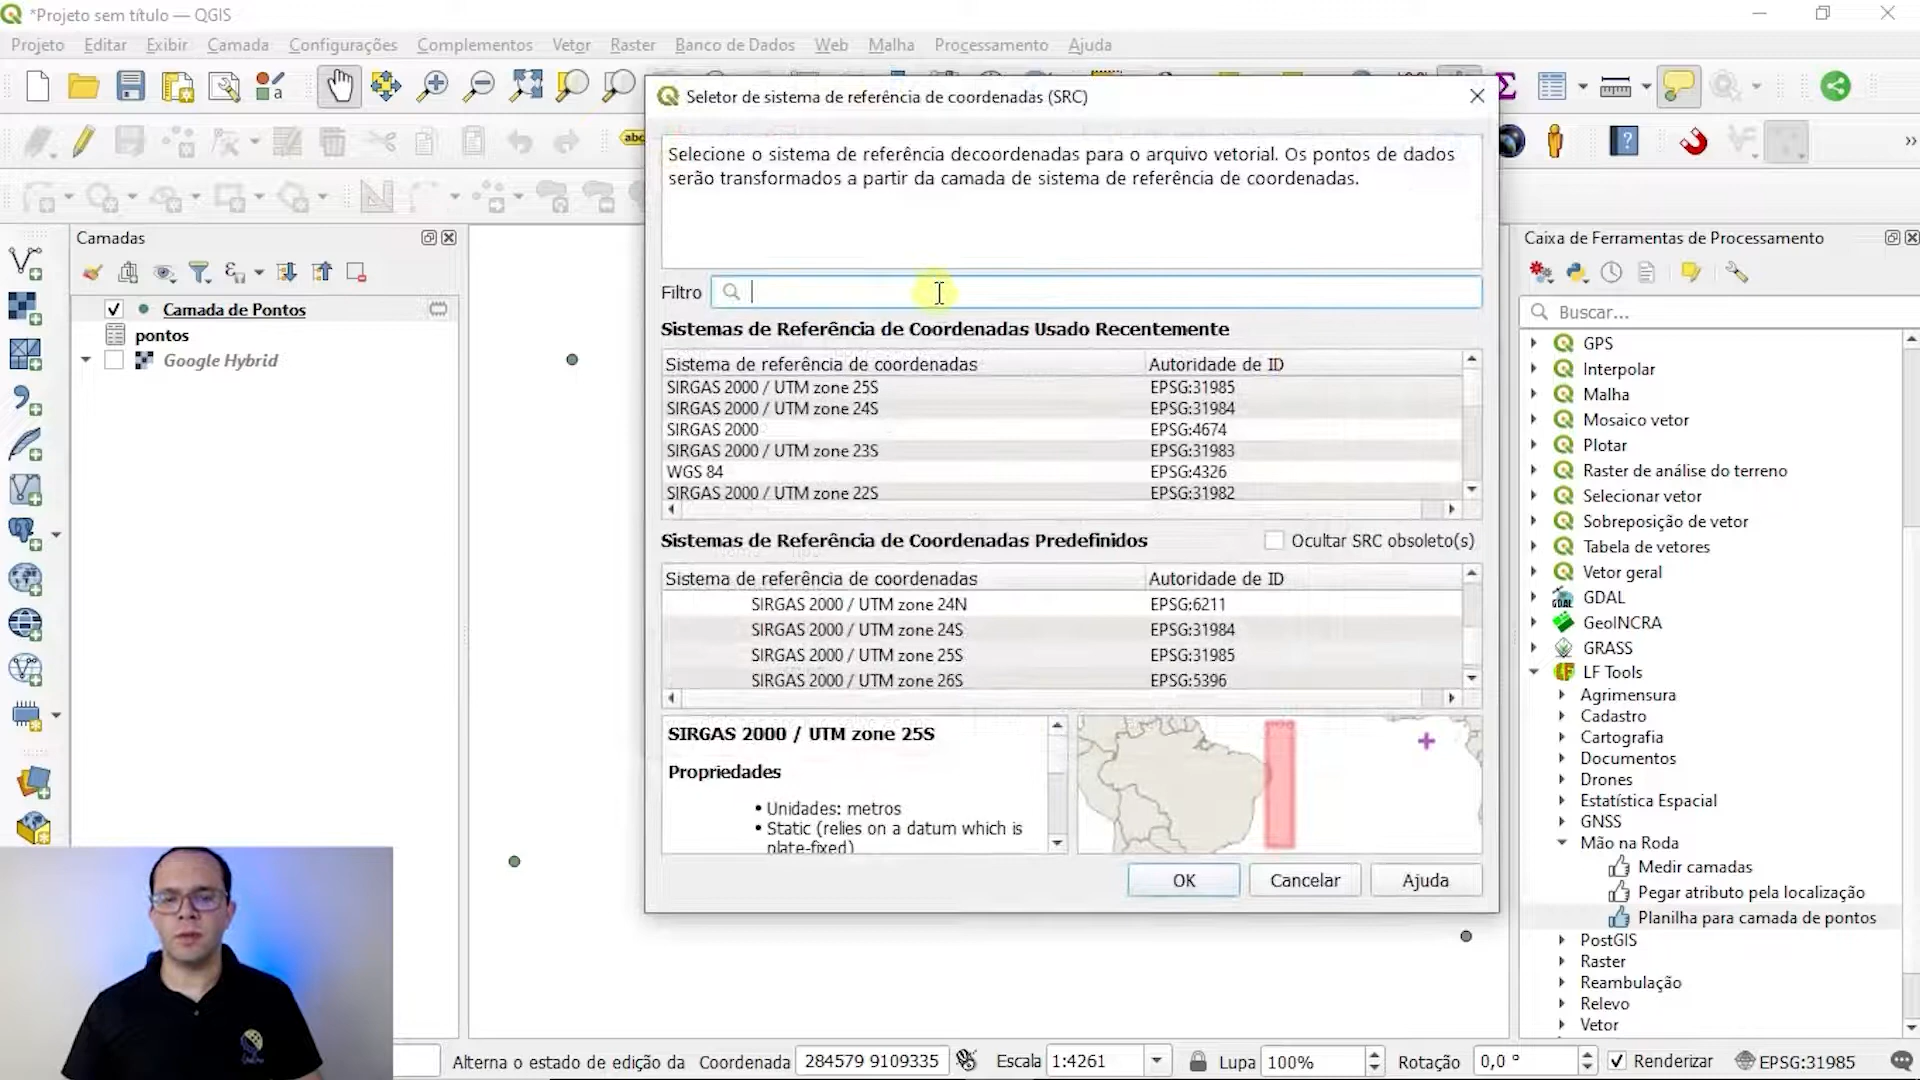 *Projeto sem título — QGIS
Projeto Editar Exibir Camada Configurações Complementos Vetor Raster Banco de Dados Web Malha Processamento Ajuda
Seletor de sistema de referência de coordenadas (SRC)
abc
Selecione o sistema de referência decoordenadas para o arquivo vetorial. Os pontos de dados
serão transformados a partir da camada de sistema de referência de coordenadas.
Filtro
Sistemas de Referência de Coordenadas Usado Recentemente
Sistema de referência de coordenadas Autoridade de ID
SIRGAS 2000 / UTM zone 25S EPSG:31985
SIRGAS 2000 / UTM zone 24S EPSG:31984
SIRGAS 2000 EPSG:4674
SIRGAS 2000 / UTM zone 23S EPSG:31983
WGS 84 EPSG:4326
SIRGAS 2000 / UTM zone 22S EPSG:31982
Sistemas de Referência de Coordenadas Predefinidos Ocultar SRC obsoleto(s)
Sistema de referência de coordenadas Autoridade de ID
SIRGAS 2000 / UTM zone 24N EPSG:6211
SIRGAS 2000 / UTM zone 24S EPSG:31984
SIRGAS 2000 / UTM zone 25S EPSG:31985
SIRGAS 2000 / UTM zone 26S EPSG:5396
SIRGAS 2000 / UTM zone 25S
Propriedades
• Unidades: metros
• Static (relies on a datum which is
plate-fixed)
OK Cancelar Ajuda
Camadas
Camada de Pontos
pontos
Google Hybrid
Caixa de Ferramentas de Processamento
Buscar...
GPS
Interpolar
Malha
Mosaico vetor
Plotar
Raster de análise do terreno
Selecionar vetor
Sobreposição de vetor
Tabela de vetores
Vetor geral
GDAL
GeoINCRA
GRASS
LF Tools
Agrimensura
Cadastro
Cartografia
Documentos
Drones
Estatística Espacial
GNSS
Mão na Roda
Medir camadas
Pegar atributo pela localização
Planilha para camada de pontos
PostGIS
Raster
Reambulação
Relevo
Vetor
Alterna o estado de edição da Coordenada 284579 9109335 Escala 1:4261 Lupa 100% Rotação 0,0 ° Renderizar EPSG:31985